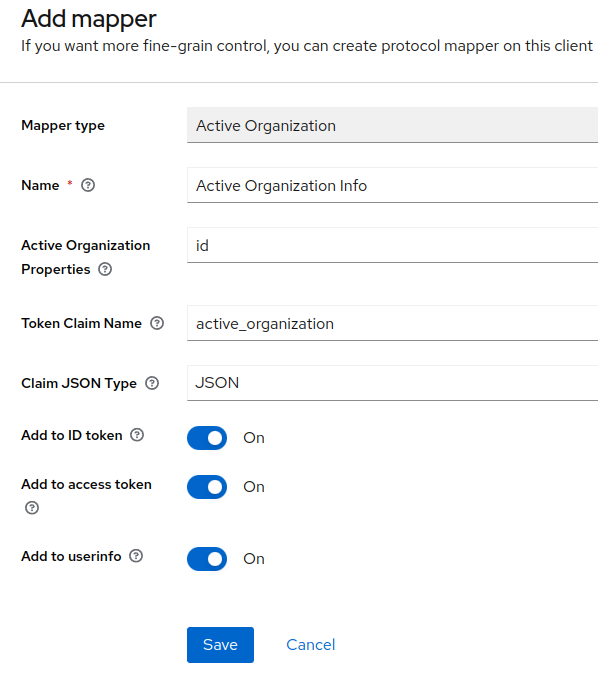 Add mapper
If you want more fine-grain control, you can create protocol mapper on this client
Mapper type
Active Organization
Name *
Active Organization Info
Active Organization
Properties
id
Token Claim Name
active_organization
Claim JSON Type
JSON
Add to ID token
On
Add to access token
On
Add to userinfo
On
Save Cancel